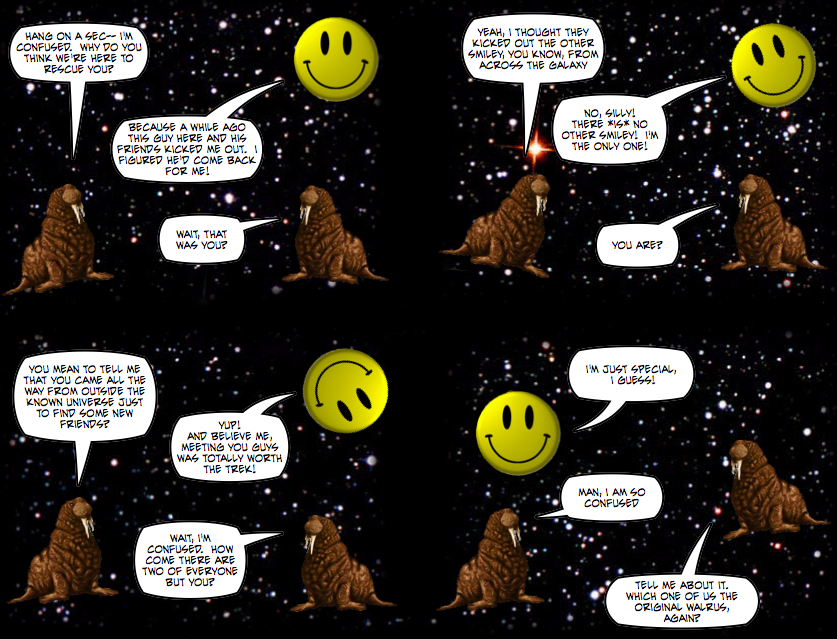 HANG ON A SEC-- I'M
CONFUSED. WHY DO YOU
THINK WE'RE HERE TO
RESCUE YOU?
BECAUSE A WHILE AGO
THIS GUY HERE AND HIS
FRIENDS KICKED ME OUT. I
FIGURED HE'D COME BACK
FOR ME!
WAIT, THAT
WAS YOU?
YEAH, I THOUGHT THEY
KICKED OUT THE OTHER
SMILEY, YOU KNOW, FROM
ACROSS THE GALAXY
NO, SILLY!
THERE *IS* NO
OTHER SMILEY! I'M
THE ONLY ONE!
YOU ARE?
YOU MEAN TO TELL ME
THAT YOU CAME ALL THE
WAY FROM OUTSIDE THE
KNOWN UNIVERSE JUST
TO FIND SOME NEW
FRIENDS?
YUP!
AND BELIEVE ME,
MEETING YOU GUYS
WAS TOTALLY WORTH
THE TREK!
WAIT, I'M
CONFUSED. HOW
COME THERE ARE
TWO OF EVERYONE
BUT YOU?
I'M JUST SPECIAL,
I GUESS!
MAN, I AM SO
CONFUSED
TELL ME ABOUT IT.
WHICH ONE OF US THE
ORIGINAL WALRUS,
AGAIN?